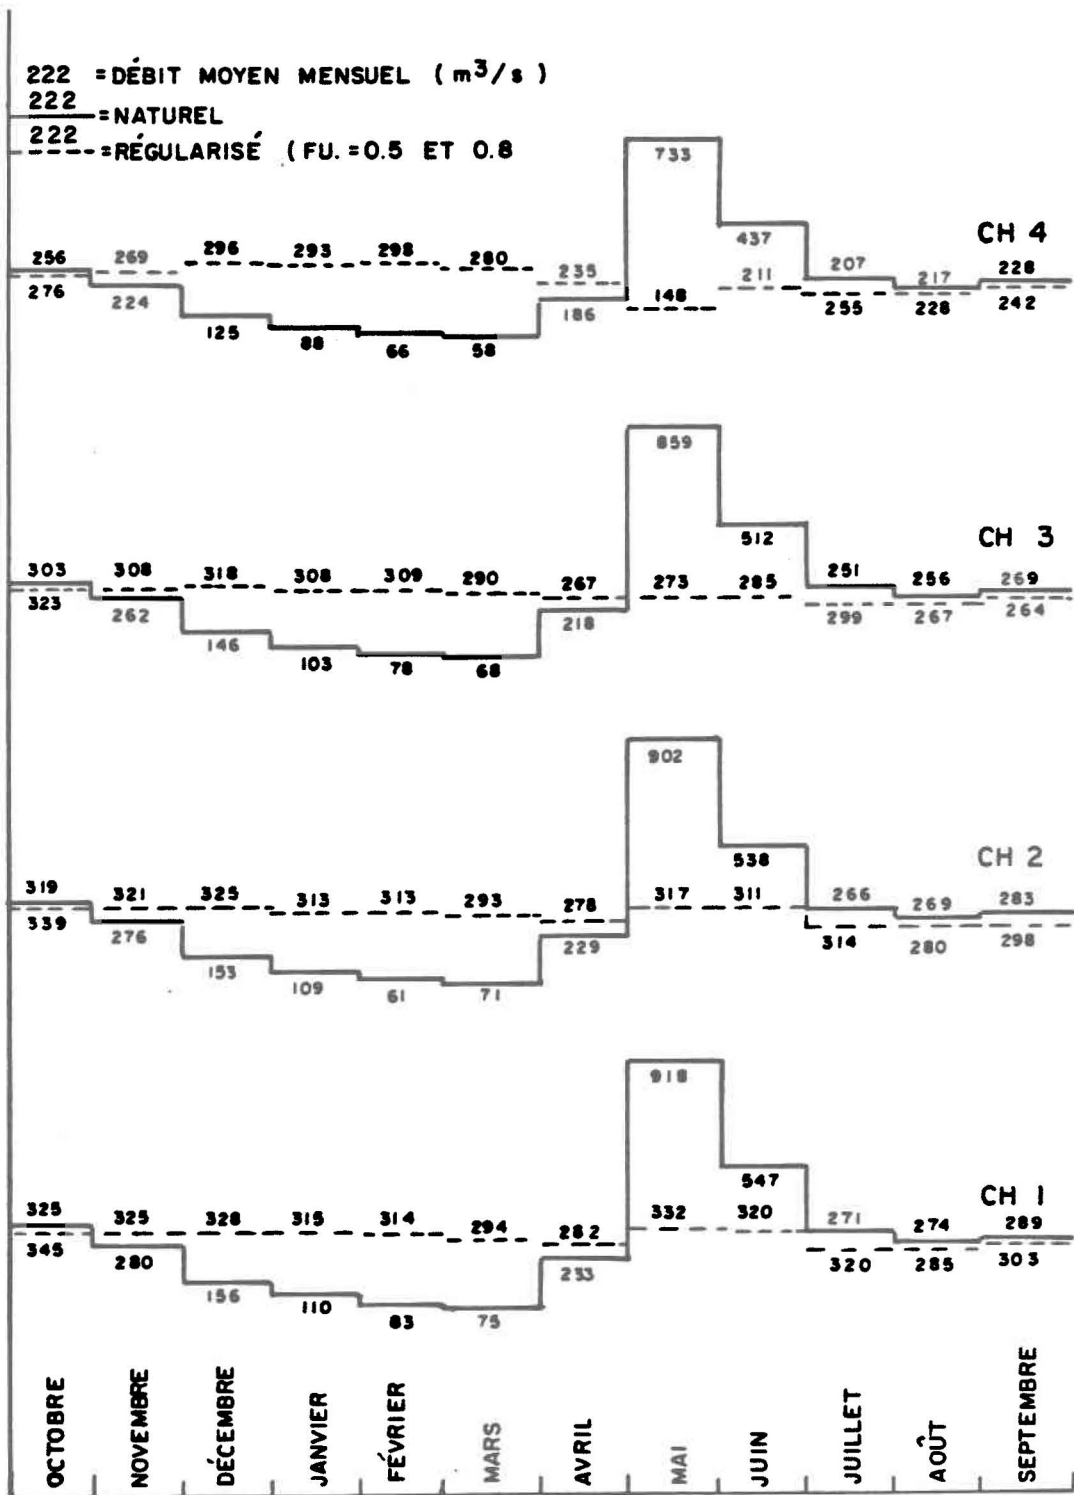 222 = DÉBIT MOYEN MENSUEL ( m³/s )
222 = NATUREL
222 = RÉGULARISÉ ( FU. = 0.5 ET 0.8
CH 4
733
437
256 269 296 293 298 280 235 148 211 207 217 228
276 224 125 88 66 58 186 255 228 242
CH 3
859
512
303 308 318 308 309 290 267 273 285 251 256 269
323 262 146 103 78 68 218 299 267 264
CH 2
902
538
319 321 325 313 313 293 278 317 311 266 269 283
339 276 153 109 61 71 229 314 280 298
CH 1
918
547
325 325 328 315 314 294 282 332 320 271 274 289
345 280 156 110 83 75 233 320 285 303
OCTOBRE
NOVEMBRE
DÉCEMBRE
JANVIER
FÉVRIER
MARS
AVRIL
MAI
JUIN
JUILLET
AOÛT
SEPTEMBRE